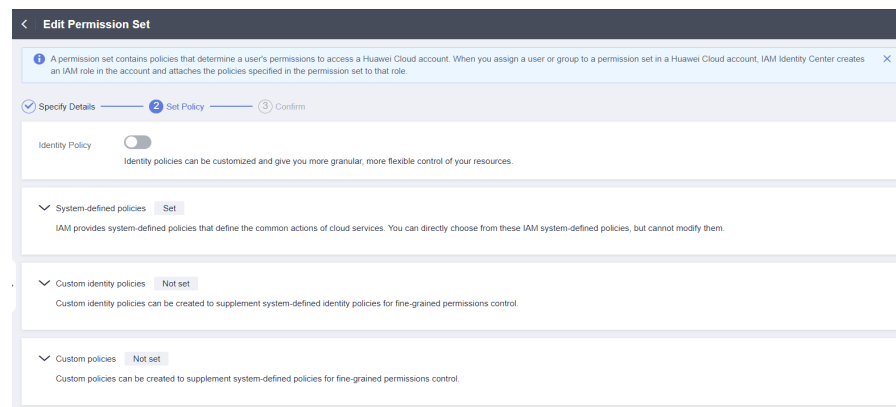 Edit Permission Set
A permission set contains policies that determine a user's permissions to access a Huawei Cloud account. When you assign a user or group to a permission set in a Huawei Cloud account, IAM Identity Center creates
an IAM role in the account and attaches the policies specified in the permission set to that role.
Specify Details 2 Set Policy 3 Confirm
Identity Policy
Identity policies can be customized and give you more granular, more flexible control of your resources.
System-defined policies Set
IAM provides system-defined policies that define the common actions of cloud services. You can directly choose from these IAM system-defined policies, but cannot modify them.
Custom identity policies Not set
Custom identity policies can be created to supplement system-defined identity policies for fine-grained permissions control.
Custom policies Not set
Custom policies can be created to supplement system-defined policies for fine-grained permissions control.